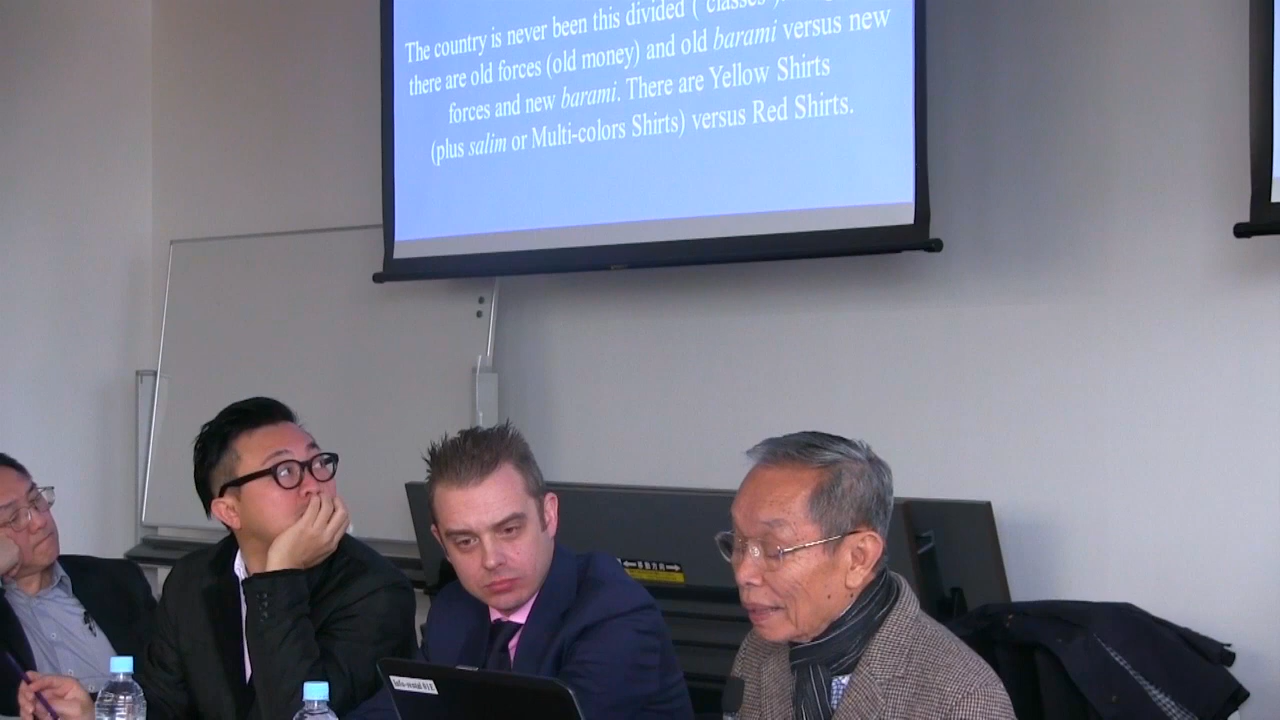 The country is never been this divided ("classes").
there are old forces (old money) and old barami versus new
forces and new barami. There are Yellow Shirts
(plus salim or Multi-colors Shirts) versus Red Shirts.